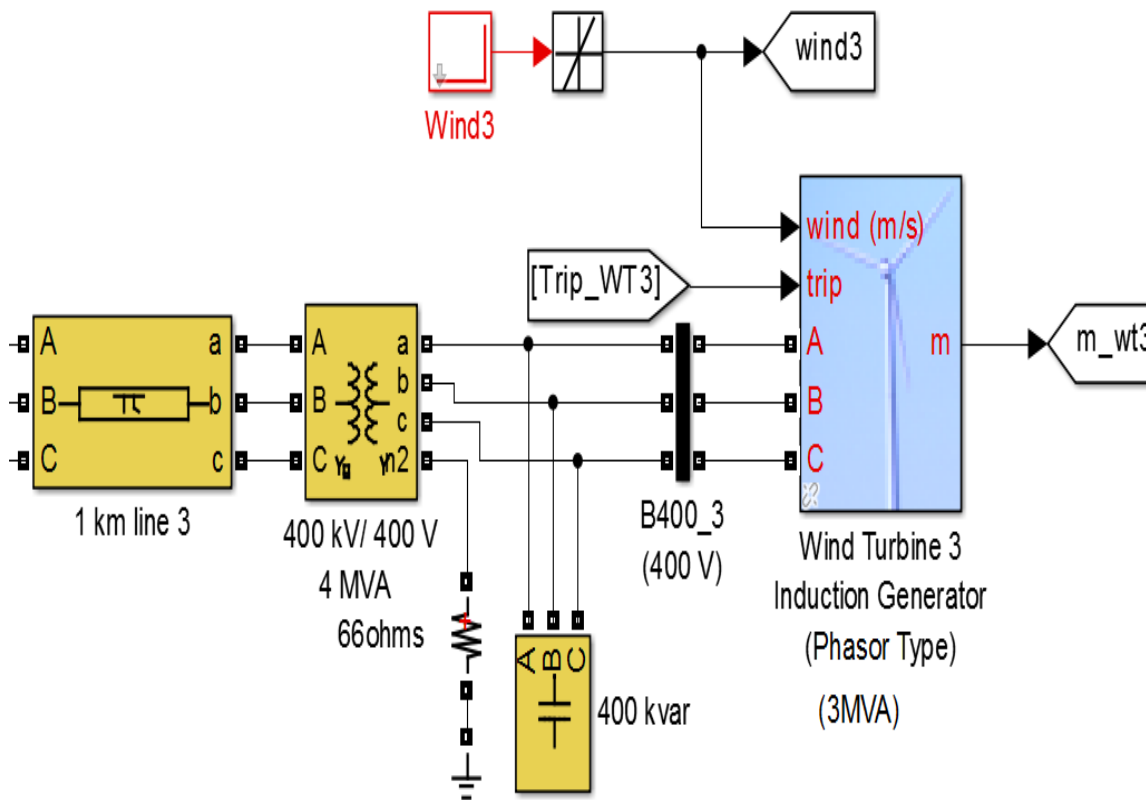 wind3
Wind3
wind (m/s)
[Trip_WT3]
trip
A a A a A
m
m_wt3
B b B b B
c
C c C n2 C
Yg Y
1 km line 3
400 kV/ 400 V
4 MVA
66ohms
B400_3
(400 V)
Wind Turbine 3
Induction Generator
(Phasor Type)
(3MVA)
A B C
400 kvar